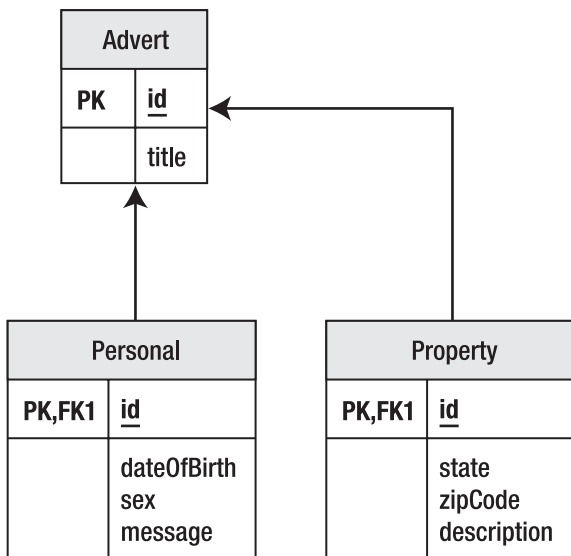 Advert
PK id
title
Personal
PK,FK1 id
dateOfBirth
sex
message
Property
PK,FK1 id
state
zipCode
description